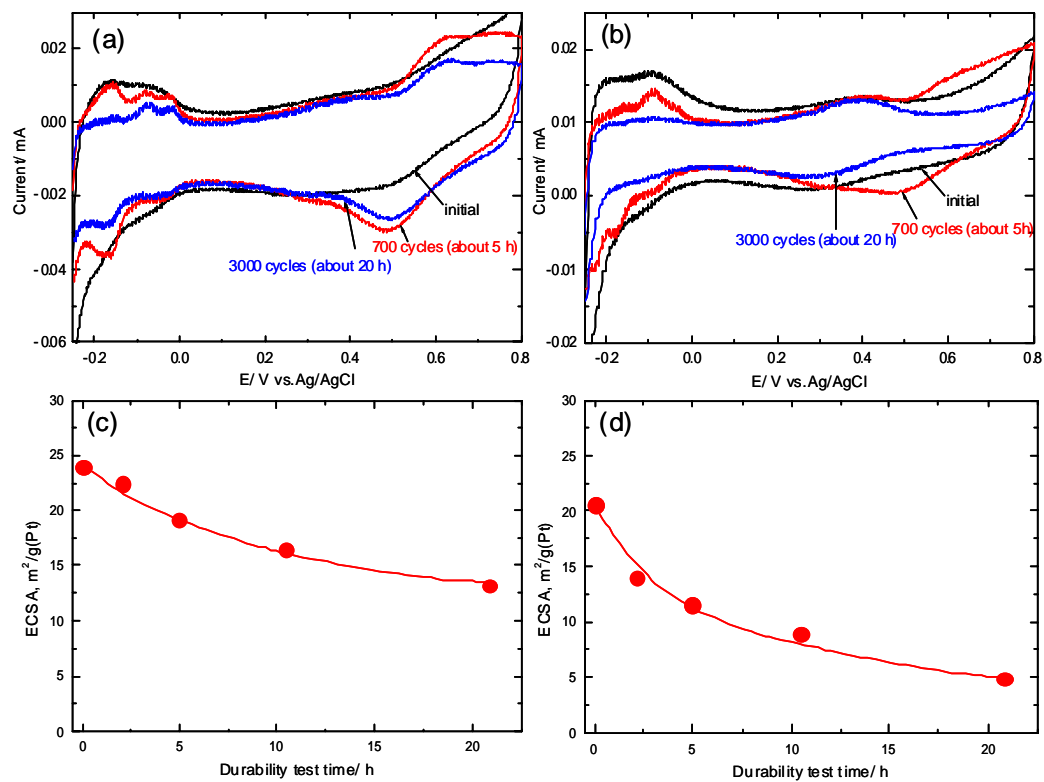 (a)
0.02
0.00
-0.02
-0.04
-0.06
Current/ mA
initial
700 cycles (about 5 h)
3000 cycles (about 20 h)
-0.2 0.0 0.2 0.4 0.6 0.8
E/ V vs.Ag/AgCl
(b)
0.02
0.01
0.00
-0.01
-0.02
Current/ mA
initial
700 cycles (about 5h)
3000 cycles (about 20 h)
-0.2 0.0 0.2 0.4 0.6 0.8
E/ V vs.Ag/AgCl
(c)
30
25
20
15
10
5
0
ECSA, m²/g(Pt)
0 5 10 15 20
Durability test time/ h
(d)
30
25
20
15
10
5
0
ECSA, m²/g(Pt)
0 5 10 15 20
Durability test time/ h